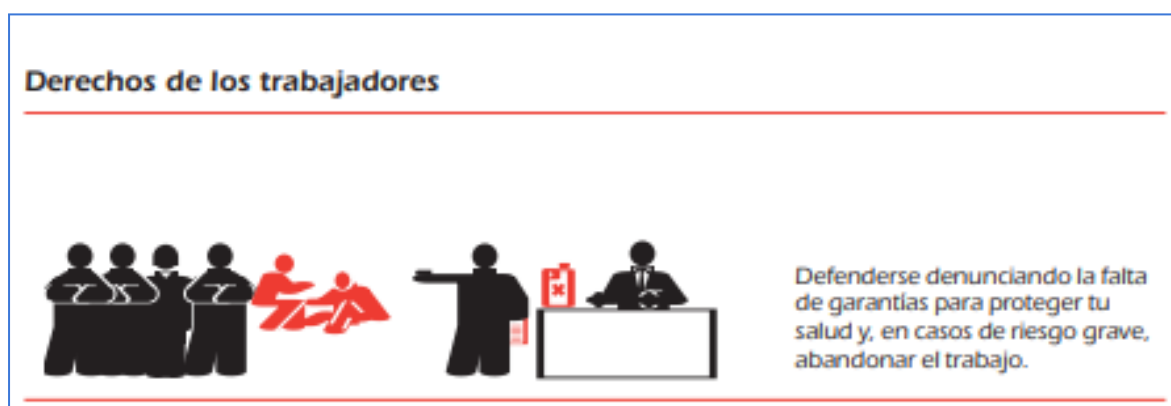 Derechos de los trabajadores
Defenderse denunciando la falta
de garantías para proteger tu
salud y, en casos de riesgo grave,
abandonar el trabajo.